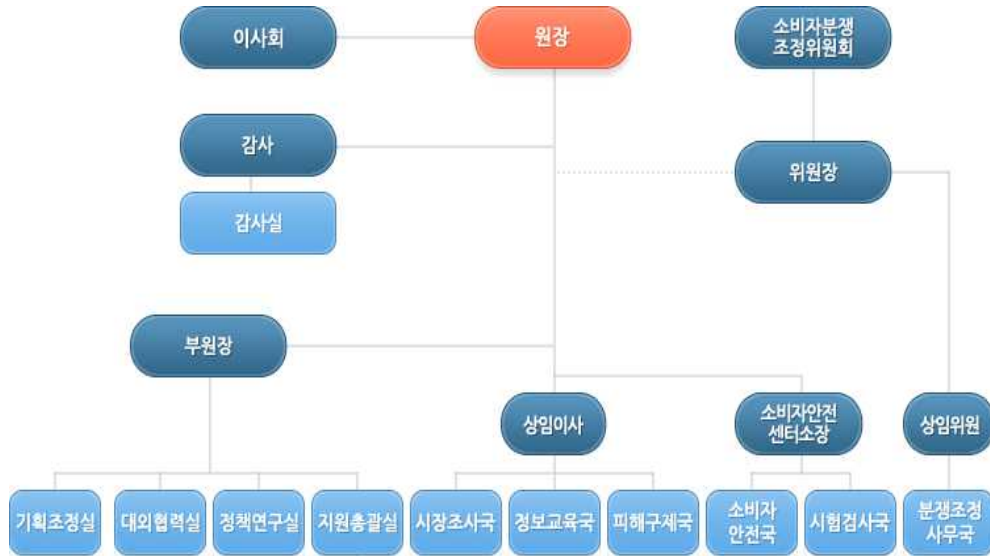 이사회
원장
소비자분쟁
조정위원회
감사
위원장
감사실
부원장
상임이사
소비자안전
센터소장
상임위원
기획조정실
대외협력실
정책연구실
지원총괄실
시장조사국
정보교육국
피해구제국
소비자
안전국
시험검사국
분쟁조정
사무국